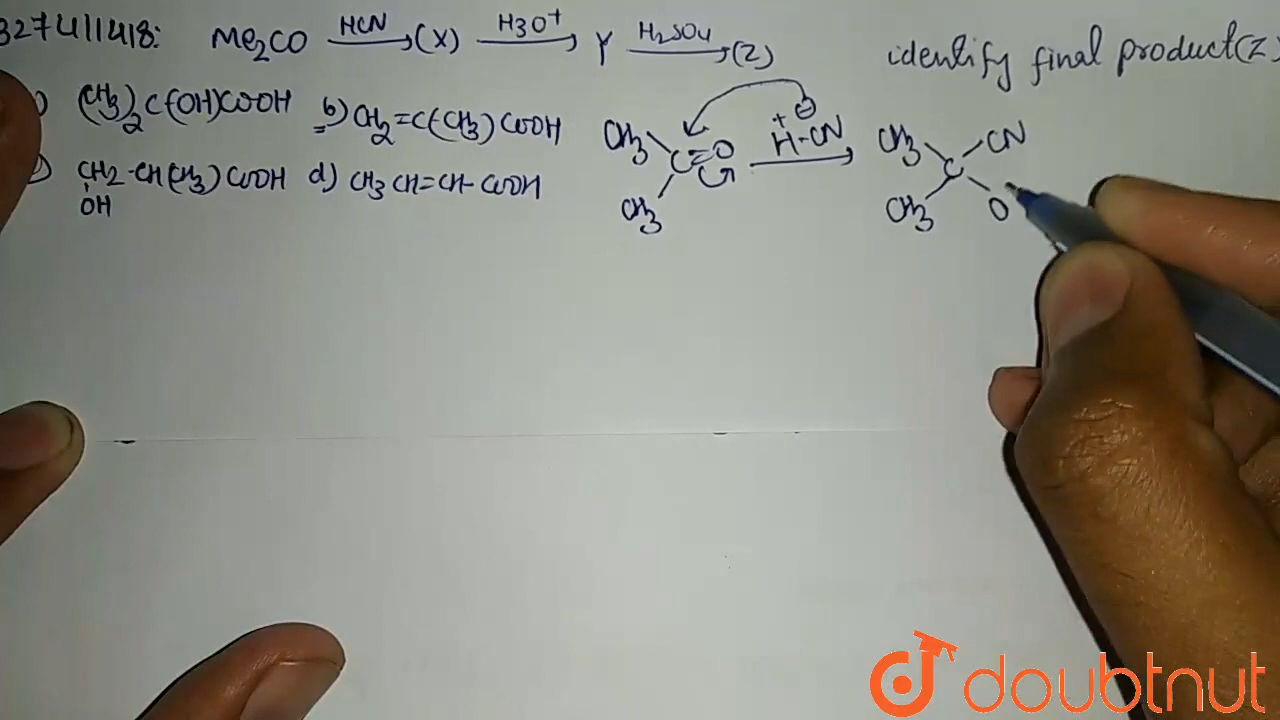 327411418: Me2CO HCN (X) H3O+ Y H2SO4 (Z) identify final product(Z)
) (CH3)2C(OH)COOH b) CH2=C(CH3)COOH
) CH2-CH(CH3)COOH d) CH3CH=CH-COOH
OH
CH3 C=O H-CN + ⊖
CH3
CH3 C CN
CH3 O
doubtnut